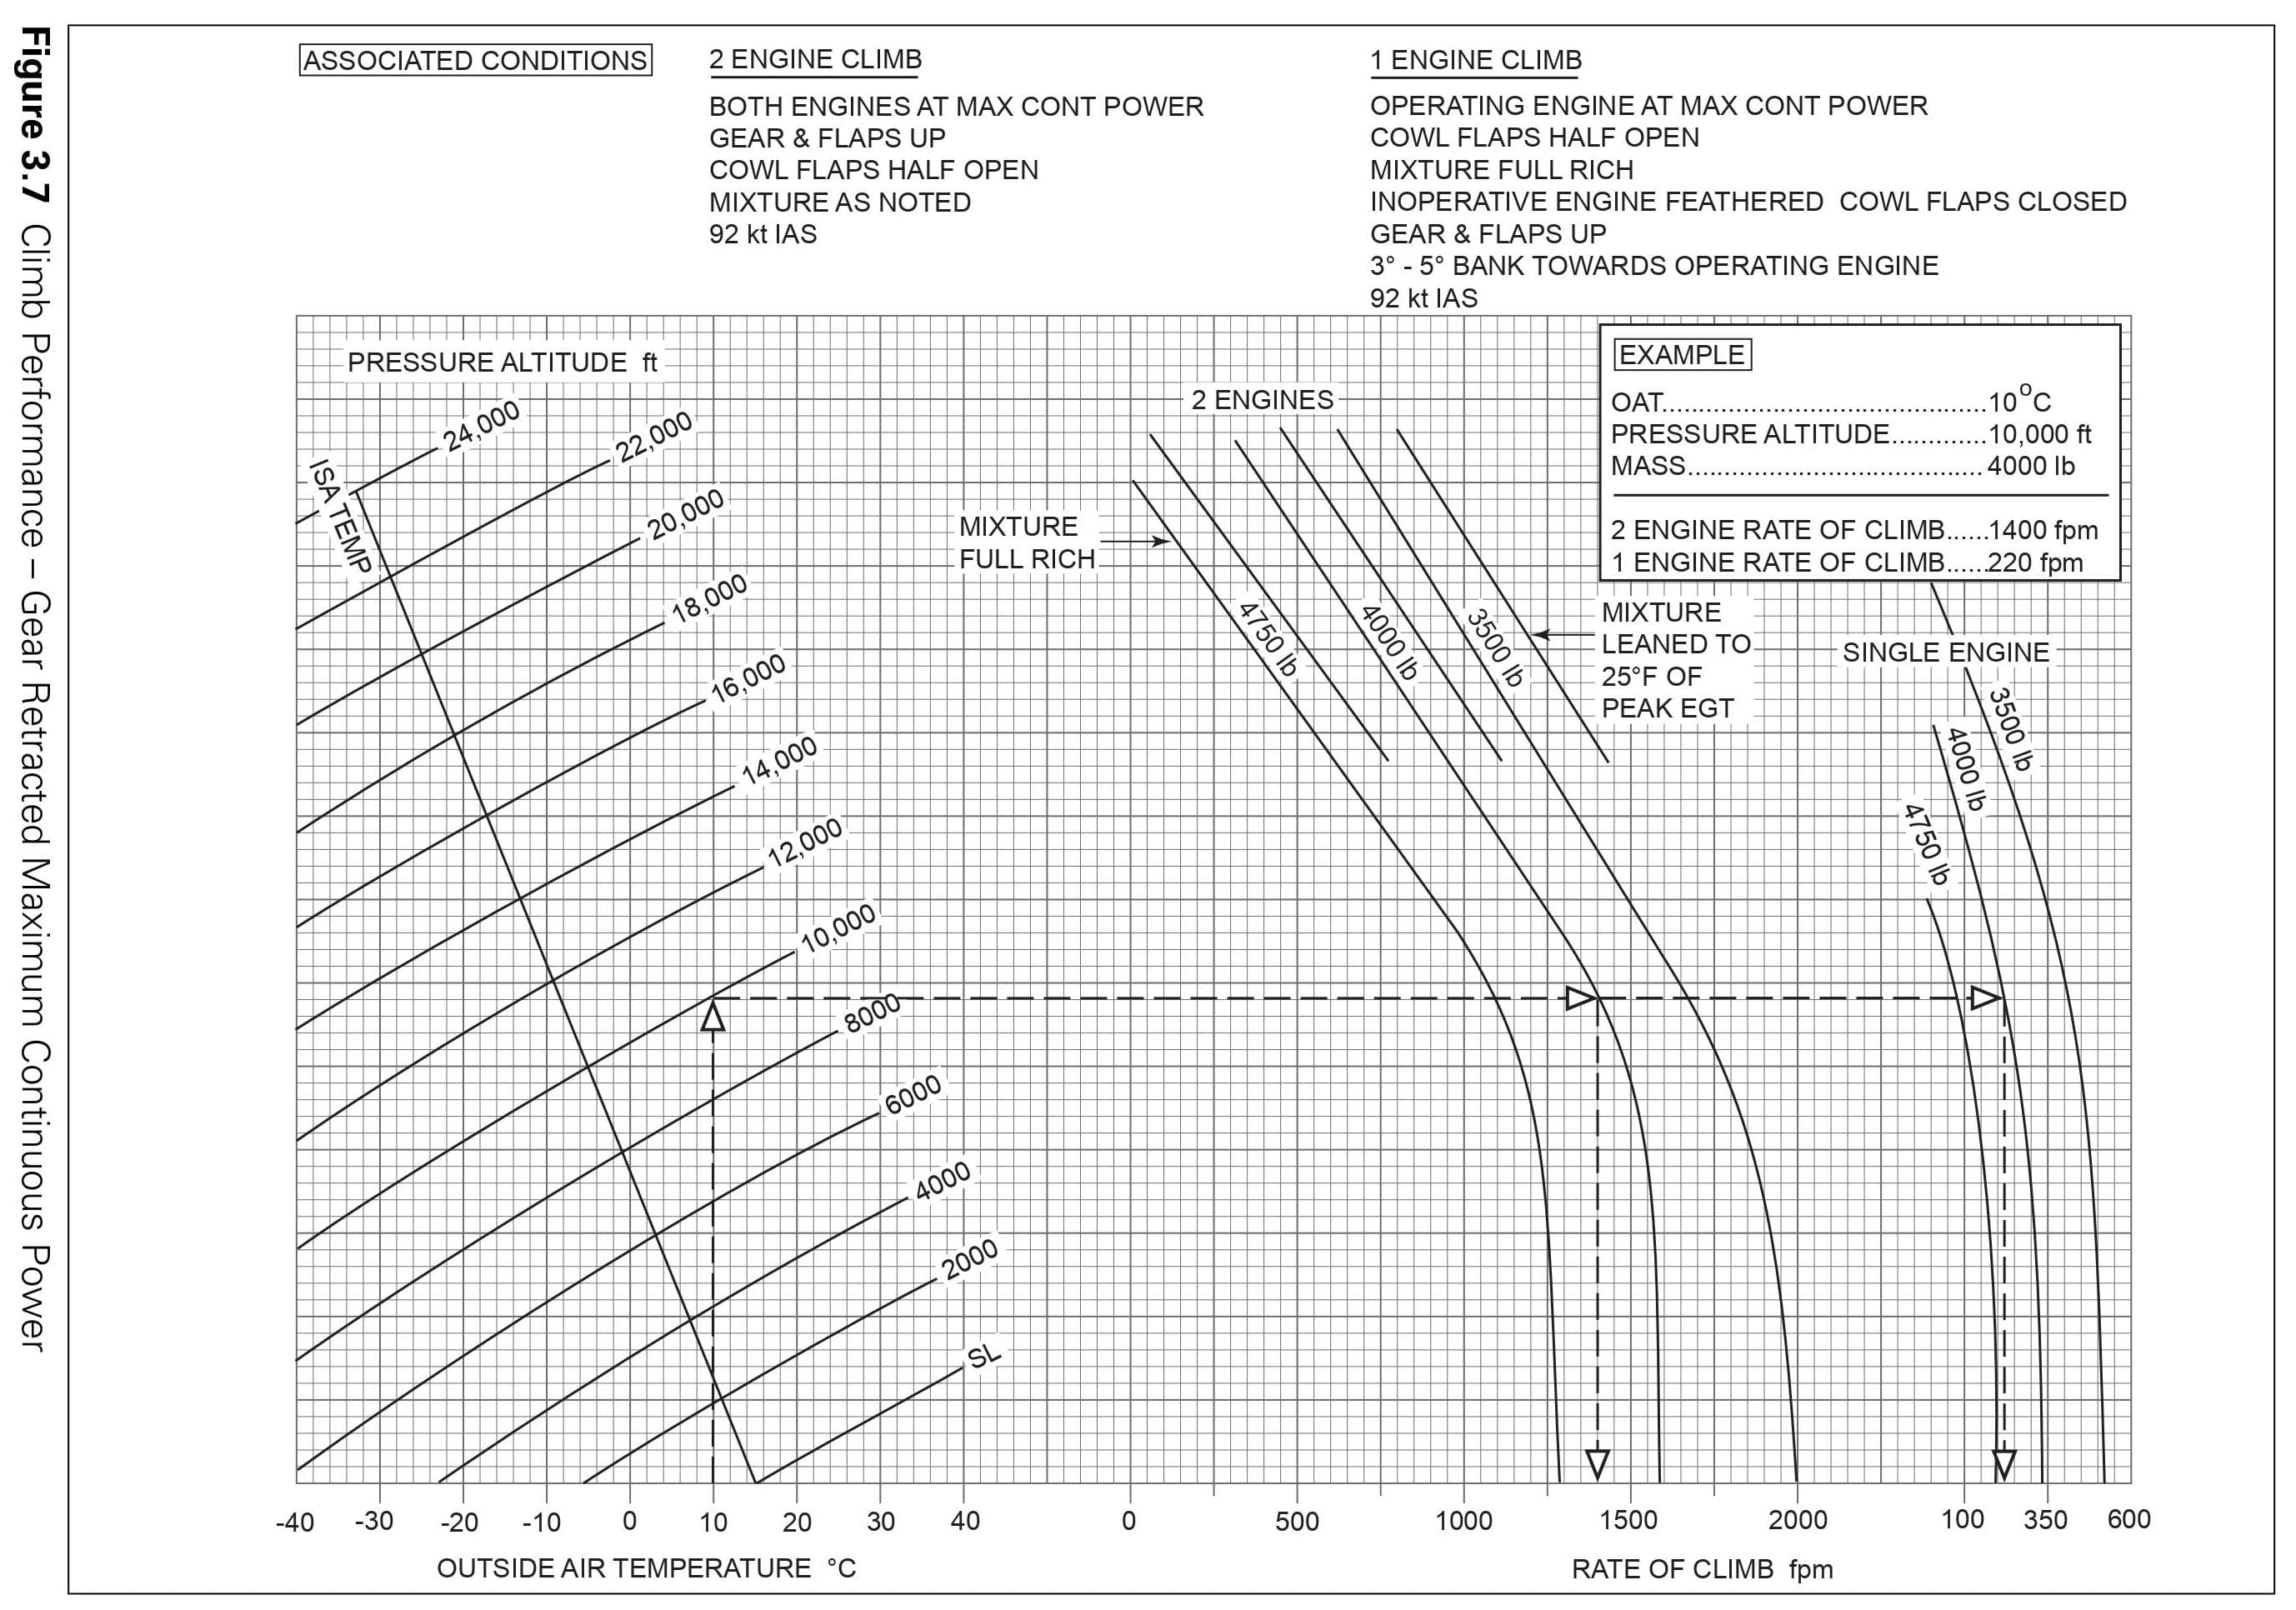 Figure 3.7 Climb Performance – Gear Retracted Maximum Continuous Power
ASSOCIATED CONDITIONS
2 ENGINE CLIMB
BOTH ENGINES AT MAX CONT POWER
GEAR & FLAPS UP
COWL FLAPS HALF OPEN
MIXTURE AS NOTED
92 kt IAS
1 ENGINE CLIMB
OPERATING ENGINE AT MAX CONT POWER
COWL FLAPS HALF OPEN
MIXTURE FULL RICH
INOPERATIVE ENGINE FEATHERED COWL FLAPS CLOSED
GEAR & FLAPS UP
3° - 5° BANK TOWARDS OPERATING ENGINE
92 kt IAS
PRESSURE ALTITUDE ft
24,000
22,000
20,000
18,000
16,000
14,000
12,000
10,000
8000
6000
4000
2000
SL
ISA TEMP
2 ENGINES
MIXTURE
FULL RICH
4750 lb
4000 lb
3500 lb
EXAMPLE
OAT............................................10°C
PRESSURE ALTITUDE.............10,000 ft
MASS........................................4000 lb
2 ENGINE RATE OF CLIMB......1400 fpm
1 ENGINE RATE OF CLIMB......220 fpm
MIXTURE
LEANED TO
25°F OF
PEAK EGT
SINGLE ENGINE
3500 lb
4000 lb
4750 lb
-40 -30 -20 -10 0 10 20 30 40 0 500 1000 1500 2000 100 350 600
OUTSIDE AIR TEMPERATURE °C
RATE OF CLIMB fpm